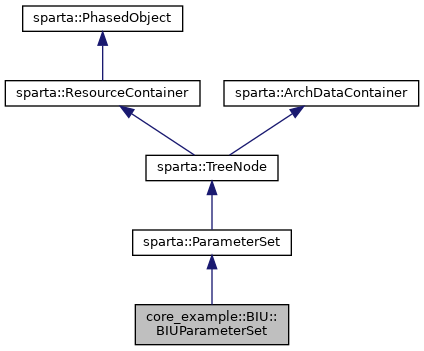 sparta::PhasedObject
sparta::ResourceContainer
sparta::ArchDataContainer
sparta::TreeNode
sparta::ParameterSet
core_example::BIU::
BIUParameterSet